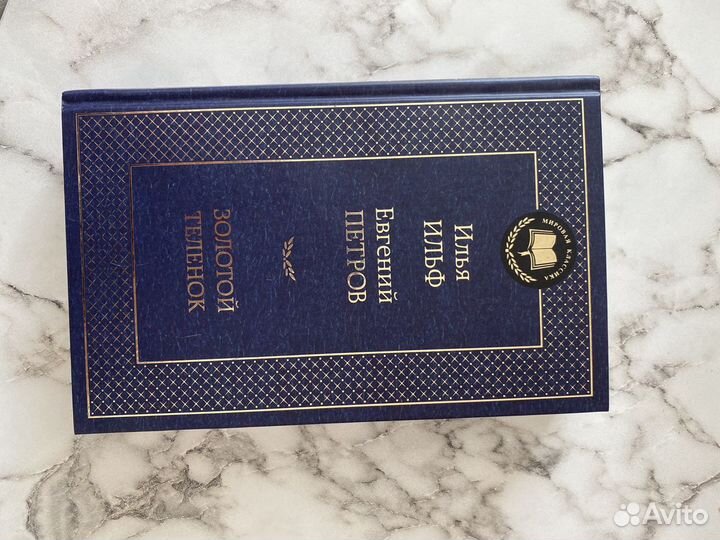 МИРОВАЯ КЛАССИКА
Илья
ИЛЬФ
Евгений
ПЕТРОВ
ЗОЛОТОЙ
ТЕЛЕНОК
Avito